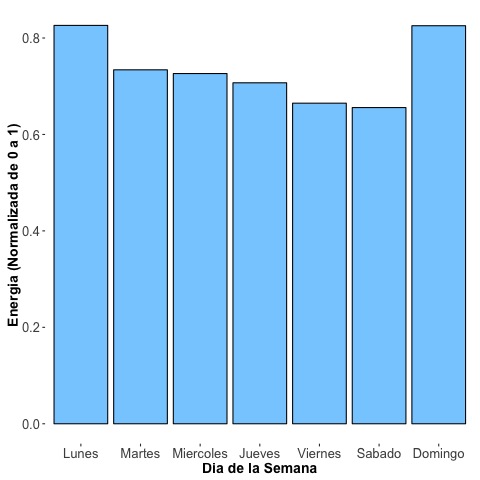 Energia (Normalizada de 0 a 1)
0.8
0.6
0.4
0.2
0.0
Lunes Martes Miercoles Jueves Viernes Sabado Domingo
Dia de la Semana